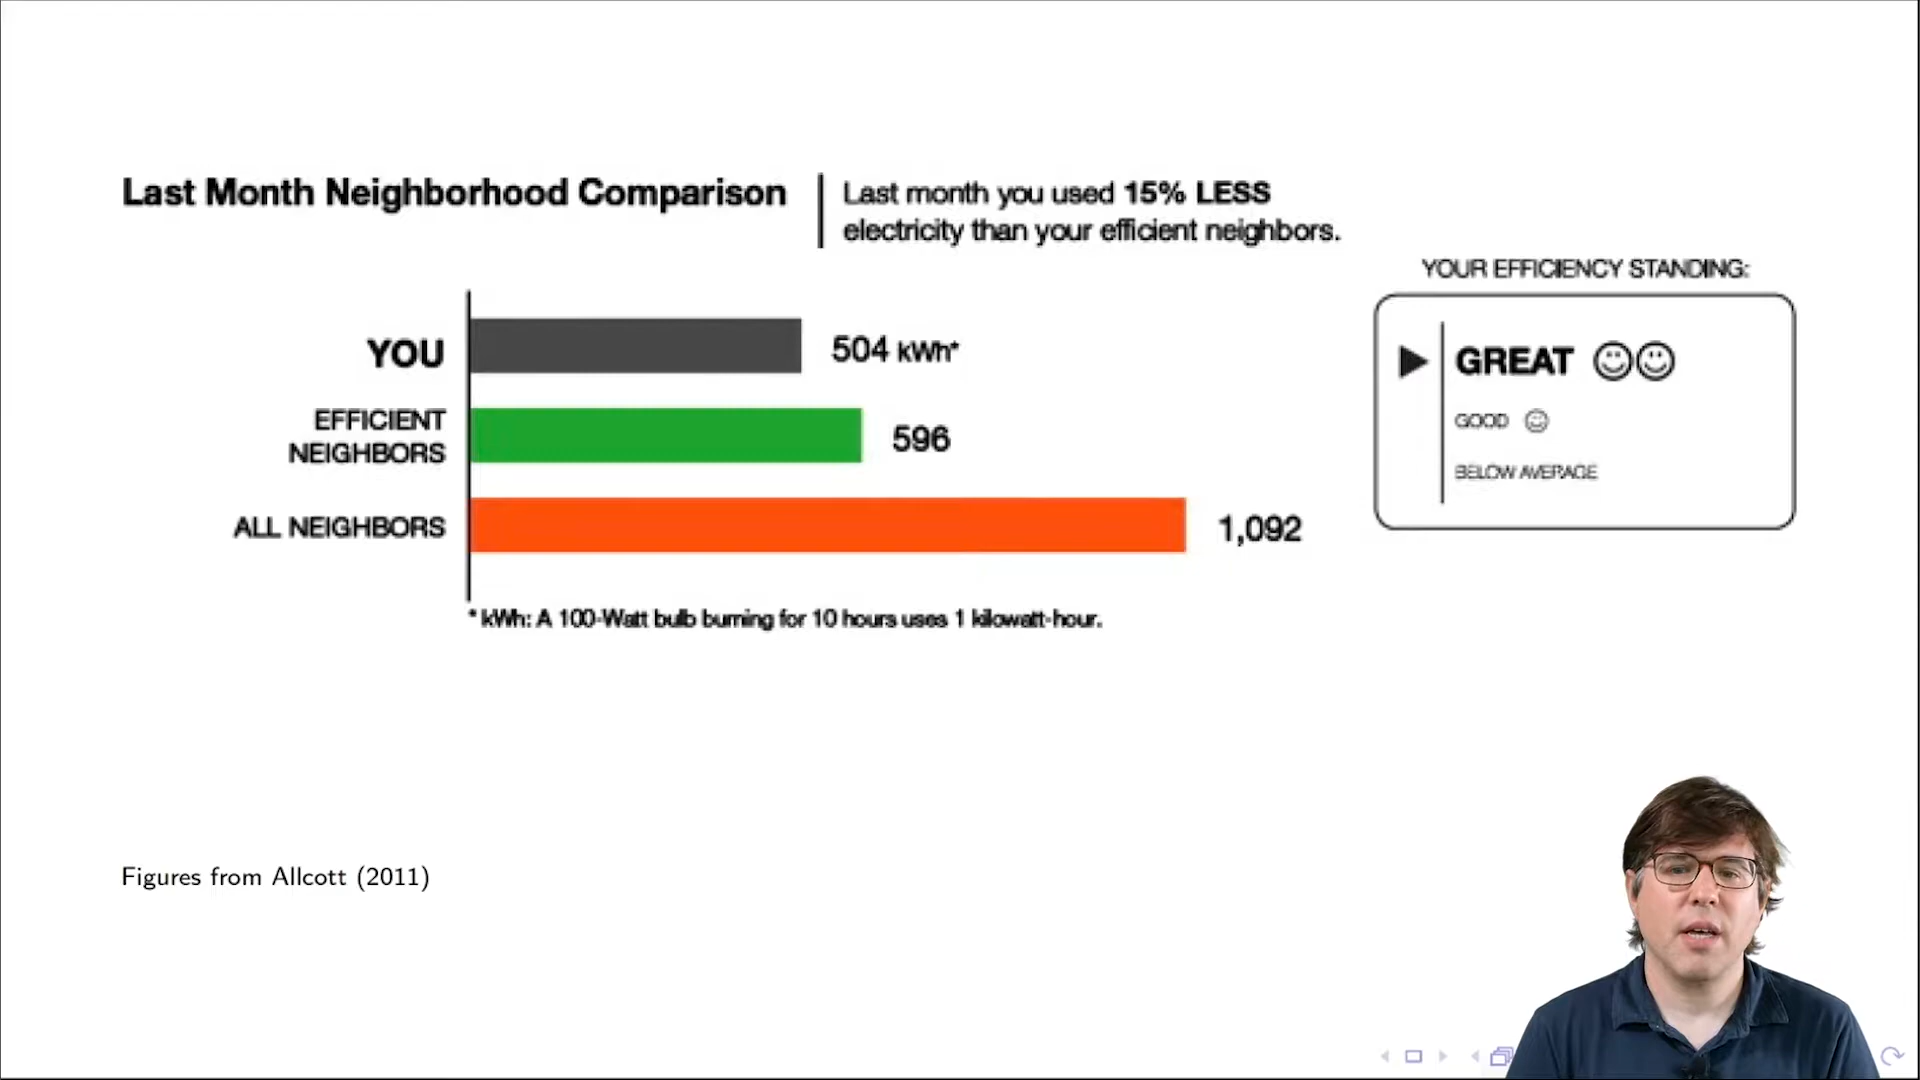 Last Month Neighborhood Comparison
Last month you used 15% LESS
electricity than your efficient neighbors.
YOUR EFFICIENCY STANDING:
YOU
504 kWh*
EFFICIENT
NEIGHBORS
596
ALL NEIGHBORS
1,092
GREAT
GOOD
BELOW AVERAGE
* kWh: A 100-Watt bulb burning for 10 hours uses 1 kilowatt-hour.
Figures from Allcott (2011)